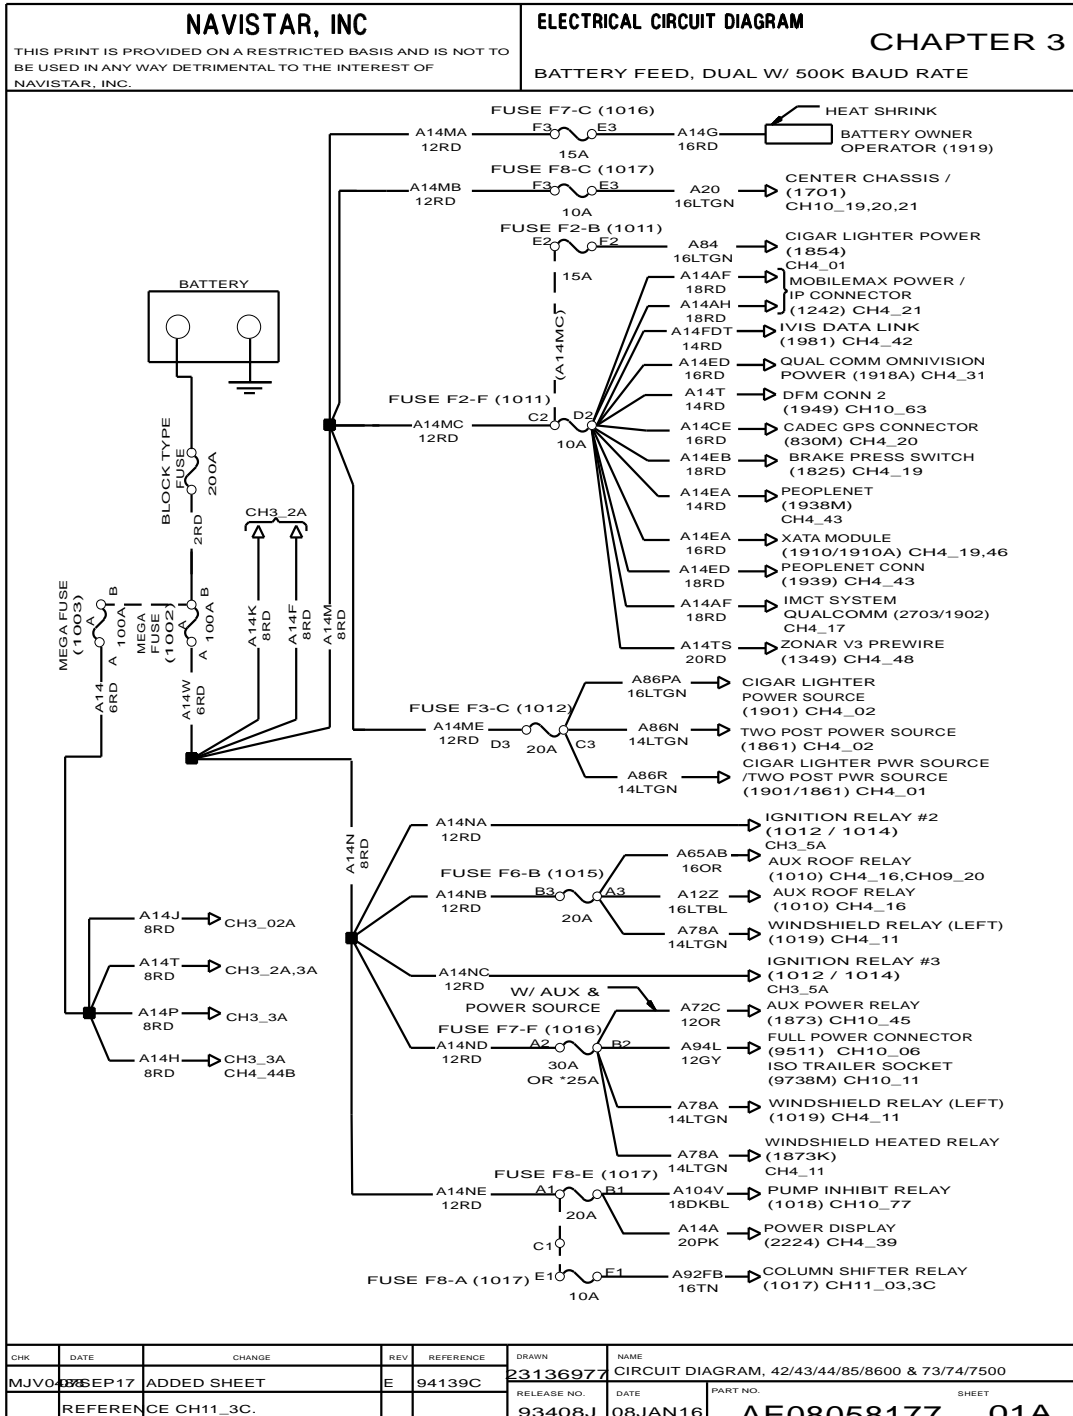 NAVISTAR, INC
THIS PRINT IS PROVIDED ON A RESTRICTED BASIS AND IS NOT TO
BE USED IN ANY WAY DETRIMENTAL TO THE INTEREST OF
NAVISTAR, INC.
ELECTRICAL CIRCUIT DIAGRAM
CHAPTER 3
BATTERY FEED, DUAL W/ 500K BAUD RATE
FUSE F7-C (1016)
A14MA
12RD
F3
E3
15A
A14G
16RD
HEAT SHRINK
BATTERY OWNER
OPERATOR (1919)
FUSE F8-C (1017)
A14MB
12RD
F3
E3
10A
A20
16LTGN
CENTER CHASSIS /
(1701)
CH10_19,20,21
FUSE F2-B (1011)
E2
F2
15A
A84
16LTGN
CIGAR LIGHTER POWER
(1854)
CH4_01
A14AF
18RD
A14AH
18RD
MOBILEMAX POWER /
IP CONNECTOR
(1242) CH4_21
(A14MC)
A14FDT
14RD
IVIS DATA LINK
(1981) CH4_42
A14ED
16RD
QUAL COMM OMNIVISION
POWER (1918A) CH4_31
A14T
14RD
DFM CONN 2
(1949) CH10_63
FUSE F2-F (1011)
A14MC
12RD
C2
D2
10A
A14CE
16RD
CADEC GPS CONNECTOR
(830M) CH4_20
A14EB
18RD
BRAKE PRESS SWITCH
(1825) CH4_19
A14EA
14RD
PEOPLENET
(1938M)
CH4_43
A14EA
16RD
XATA MODULE
(1910/1910A) CH4_19,46
A14ED
18RD
PEOPLENET CONN
(1939) CH4_43
A14AF
18RD
IMCT SYSTEM
QUALCOMM (2703/1902)
CH4_17
A14TS
20RD
ZONAR V3 PREWIRE
(1349) CH4_48
BATTERY
BLOCK TYPE
FUSE
200A
2RD
CH3_2A
MEGA FUSE
(1003)
A
B
100A
A
MEGA
FUSE
(1002)
B
100A
A
A14
6RD
A14W
6RD
A14K
8RD
A14F
8RD
A14M
8RD
FUSE F3-C (1012)
A14ME
12RD
D3
20A
C3
A86PA
16LTGN
CIGAR LIGHTER
POWER SOURCE
(1901) CH4_02
A86N
14LTGN
TWO POST POWER SOURCE
(1861) CH4_02
A86R
14LTGN
CIGAR LIGHTER PWR SOURCE
/TWO POST PWR SOURCE
(1901/1861) CH4_01
A14N
8RD
A14NA
12RD
IGNITION RELAY #2
(1012 / 1014)
CH3_5A
FUSE F6-B (1015)
A14NB
12RD
B3
A3
20A
A65AB
16OR
AUX ROOF RELAY
(1010) CH4_16,CH09_20
A12Z
16LTBL
AUX ROOF RELAY
(1010) CH4_16
A78A
14LTGN
WINDSHIELD RELAY (LEFT)
(1019) CH4_11
A14NC
12RD
IGNITION RELAY #3
(1012 / 1014)
CH3_5A
W/ AUX &
POWER SOURCE
FUSE F7-F (1016)
A14ND
12RD
A2
B2
30A
OR *25A
A72C
12OR
AUX POWER RELAY
(1873) CH10_45
A94L
12GY
FULL POWER CONNECTOR
(9511) CH10_06
ISO TRAILER SOCKET
(9738M) CH10_11
A78A
14LTGN
WINDSHIELD RELAY (LEFT)
(1019) CH4_11
A78A
14LTGN
WINDSHIELD HEATED RELAY
(1873K)
CH4_11
A14J
8RD
CH3_02A
A14T
8RD
CH3_2A,3A
A14P
8RD
CH3_3A
A14H
8RD
CH3_3A
CH4_44B
FUSE F8-E (1017)
A14NE
12RD
A1
B1
20A
A104V
18DKBL
PUMP INHIBIT RELAY
(1018) CH10_77
A14A
20PK
POWER DISPLAY
(2224) CH4_39
C1
FUSE F8-A (1017)
E1
F1
10A
A92FB
16TN
COLUMN SHIFTER RELAY
(1017) CH11_03,3C
CHK
DATE
CHANGE
REV
REFERENCE
DRAWN
NAME
07SEP17
ADDED SHEET
E
94139C
23136977
CIRCUIT DIAGRAM, 42/43/44/85/8600 & 73/74/7500
REFERENCE CH11_3C.
RELEASE NO.
DATE
PART NO.
SHEET
93408J
08JAN16
AE08058177
01A